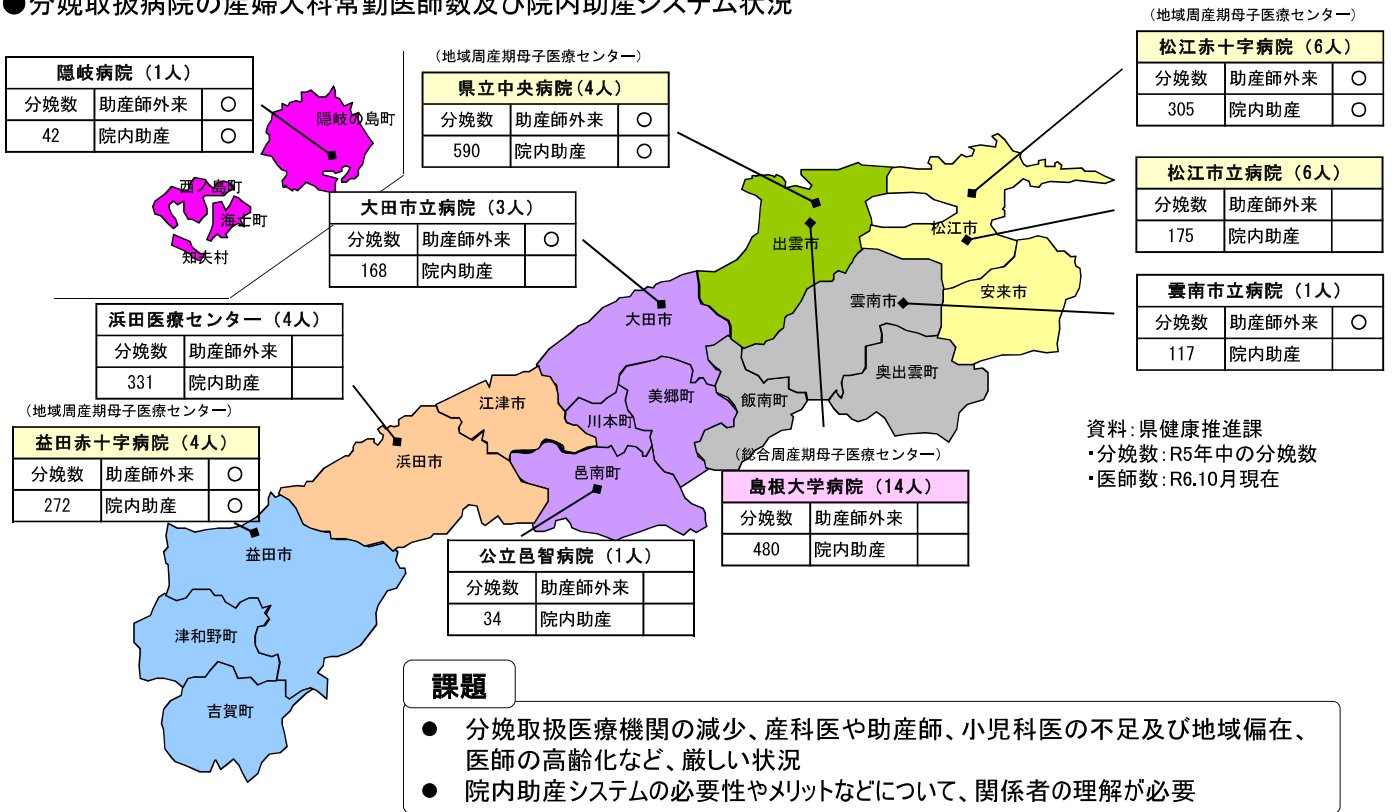 ●分娩取扱病院の産婦人科常勤医師数及び院内助産システム状況
隠岐病院（1人）
分娩数 助産師外来 ○
42 院内助産 ○
（地域周産期母子医療センター）
県立中央病院（4人）
分娩数 助産師外来 ○
590 院内助産 ○
（地域周産期母子医療センター）
松江赤十字病院（6人）
分娩数 助産師外来 ○
305 院内助産 ○
松江市立病院（6人）
分娩数 助産師外来
175 院内助産
大田市立病院（3人）
分娩数 助産師外来 ○
168 院内助産
雲南市立病院（1人）
分娩数 助産師外来 ○
117 院内助産
浜田医療センター（4人）
分娩数 助産師外来
331 院内助産
（地域周産期母子医療センター）
益田赤十字病院（4人）
分娩数 助産師外来 ○
272 院内助産 ○
（総合周産期母子医療センター）
島根大学病院（14人）
分娩数 助産師外来
480 院内助産
公立邑智病院（1人）
分娩数 助産師外来
34 院内助産
隠岐の島町
西ノ島町
海士町
知夫村
松江市
出雲市
安来市
雲南市
大田市
奥出雲町
美郷町
飯南町
江津市
川本町
浜田市
邑南町
益田市
津和野町
吉賀町
資料：県健康推進課
・分娩数：R5年中の分娩数
・医師数：R6.10月現在
課題
● 分娩取扱医療機関の減少、産科医や助産師、小児科医の不足及び地域偏在、
医師の高齢化など、厳しい状況
● 院内助産システムの必要性やメリットなどについて、関係者の理解が必要